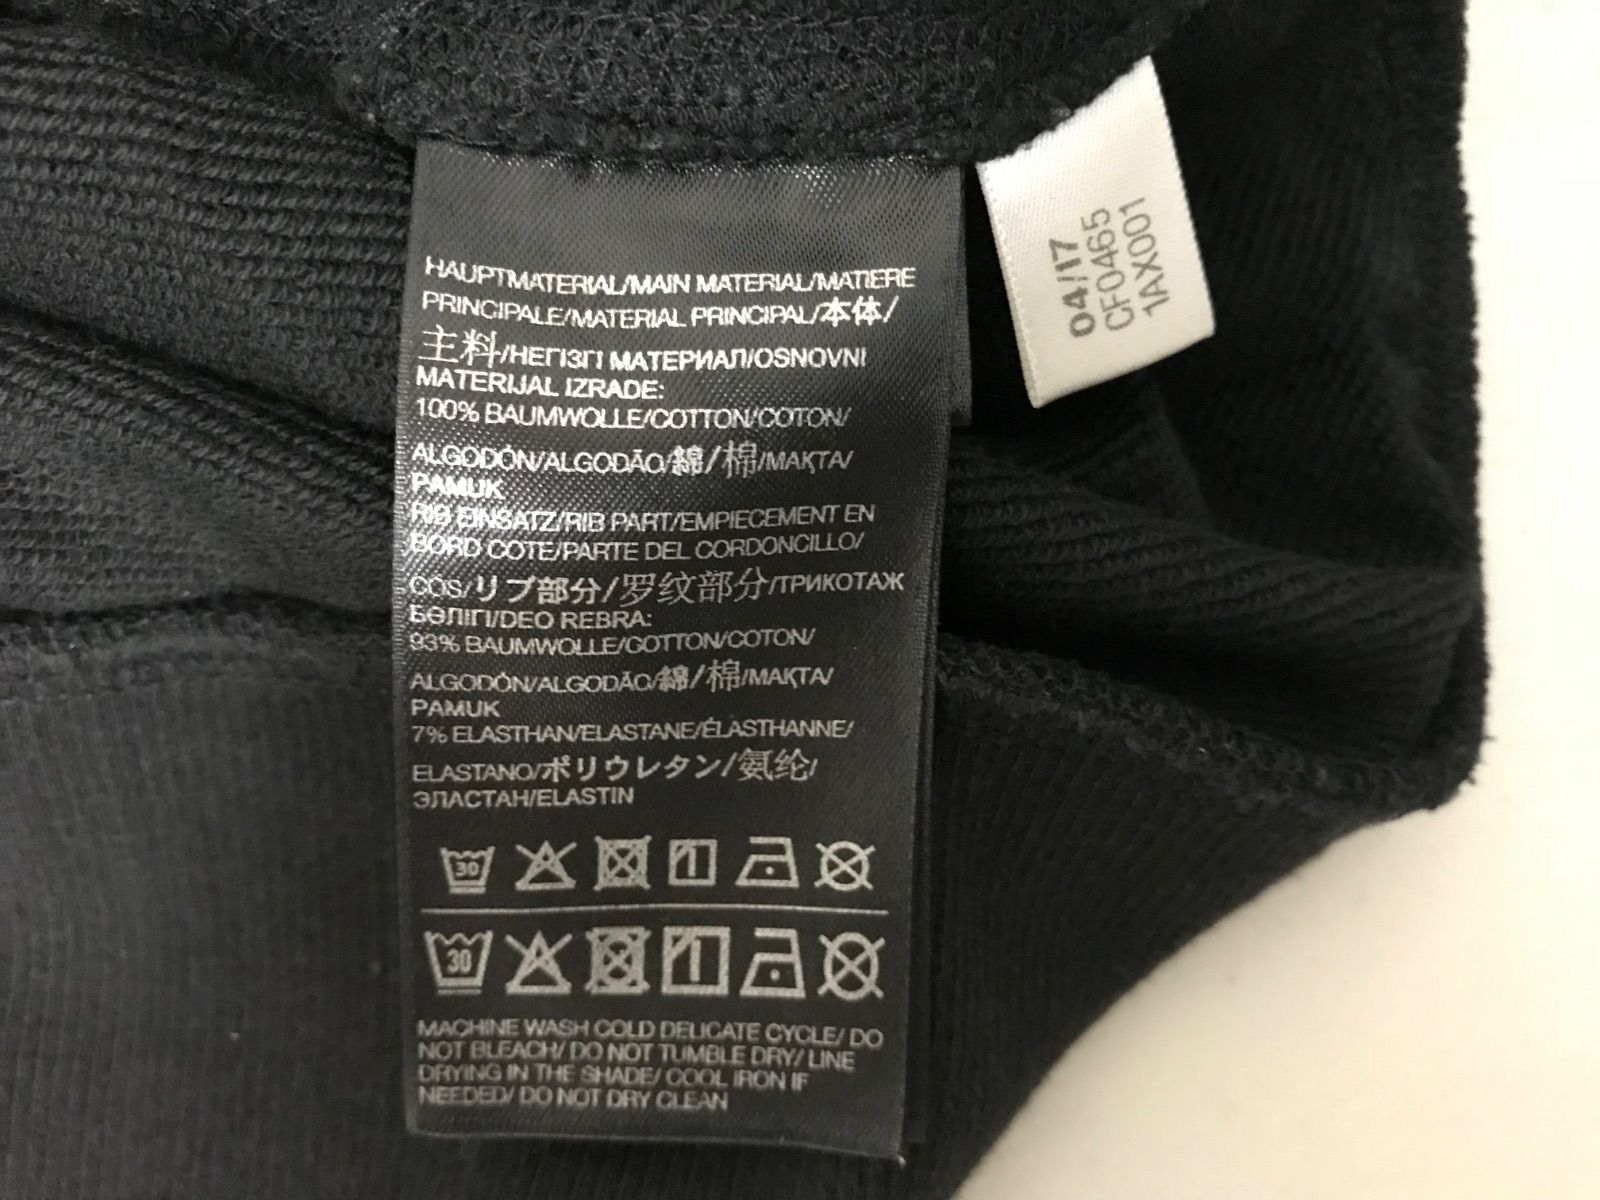 HAUPTMATERIAL/MAIN MATERIAL/MATIERE
PRINCIPALE/MATERIAL PRINCIPAL/本体/
主料/НЕГІЗГІ МАТЕРИАЛ/OSNOVNI
MATERIJAL IZRADE:
100% BAUMWOLLE/COTTON/COTON/
ALGODÓN/ALGODÃO/綿/棉/МАҚТА/
PAMUK
RIB EINSATZ/RIB PART/EMPIECEMENT EN
BORD COTE/PARTE DEL CORDONCILLO/
CÓS/リブ部分/罗纹部分/ТРИКОТАЖ
БӨЛІГІ/DEO REBRA:
93% BAUMWOLLE/COTTON/COTON/
ALGODÓN/ALGODÃO/綿/棉/МАҚТА/
PAMUK
7% ELASTHAN/ELASTANE/ÉLASTHANNE/
ELASTANO/ポリウレタン/氨纶/
ЭЛАСТАН/ELASTIN
30
30
MACHINE WASH COLD DELICATE CYCLE/ DO
NOT BLEACH/ DO NOT TUMBLE DRY/ LINE
DRYING IN THE SHADE/ COOL IRON IF
NEEDED/ DO NOT DRY CLEAN
04/17
CF0465
1AX001